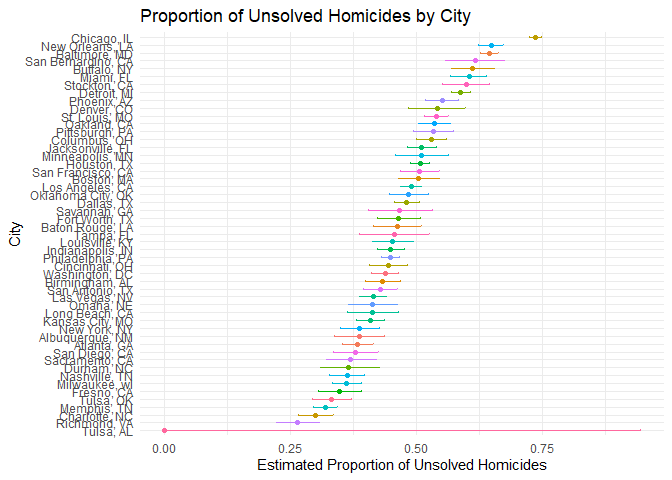 Proportion of Unsolved Homicides by City
Chicago, IL
New Orleans, LA
Baltimore, MD
San Bernardino, CA
Buffalo, NY
Miami, FL
Stockton, CA
Detroit, MI
Phoenix, AZ
Denver, CO
St. Louis, MO
Oakland, CA
Pittsburgh, PA
Columbus, OH
Jacksonville, FL
Minneapolis, MN
Houston, TX
San Francisco, CA
Boston, MA
Los Angeles, CA
Oklahoma City, OK
Dallas, TX
Savannah, GA
Fort Worth, TX
Baton Rouge, LA
Tampa, FL
Louisville, KY
Indianapolis, IN
Philadelphia, PA
Cincinnati, OH
Washington, DC
Birmingham, AL
San Antonio, TX
Las Vegas, NV
Omaha, NE
Long Beach, CA
Kansas City, MO
New York, NY
Albuquerque, NM
Atlanta, GA
San Diego, CA
Sacramento, CA
Durham, NC
Nashville, TN
Milwaukee, wI
Fresno, CA
Tulsa, OK
Memphis, TN
Charlotte, NC
Richmond, VA
Tulsa, AL
City
0.00 0.25 0.50 0.75
Estimated Proportion of Unsolved Homicides